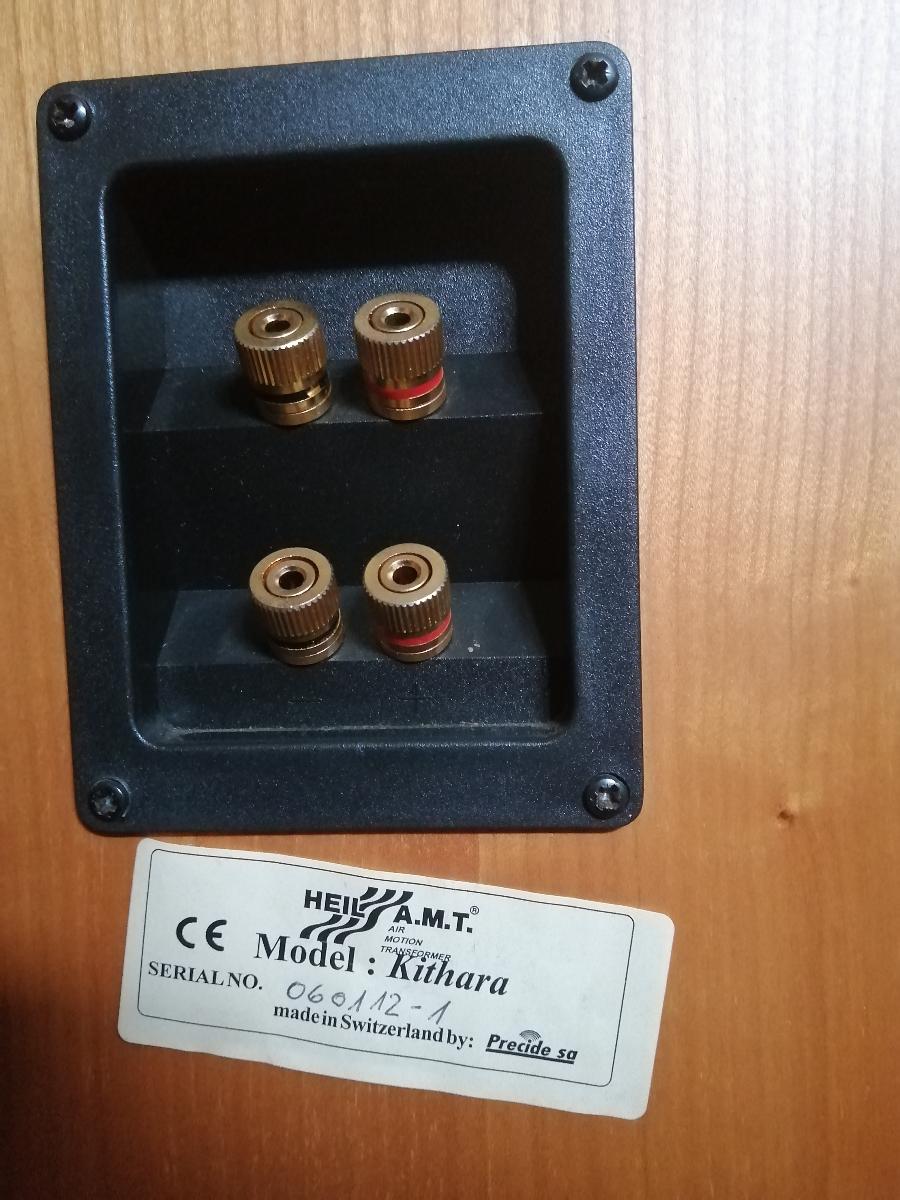 HEIL A.M.T.®
AIR
MOTION
TRANSFORMER
CE
Model : Kithara
SERIAL NO. 060112-1
made in Switzerland by: Precide sa